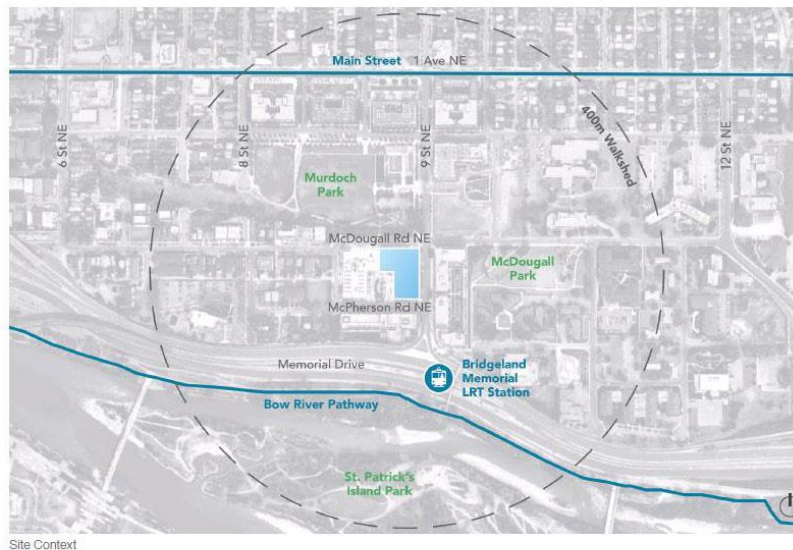 Main Street 1 Ave NE
6 St NE
8 St NE
9 St NE
12 St NE
400m Walkshed
Murdoch
Park
McDougall Rd NE
McDougall
Park
McPherson Rd NE
Memorial Drive
Bridgeland
Memorial
LRT Station
Bow River Pathway
St. Patrick's
Island Park
Site Context